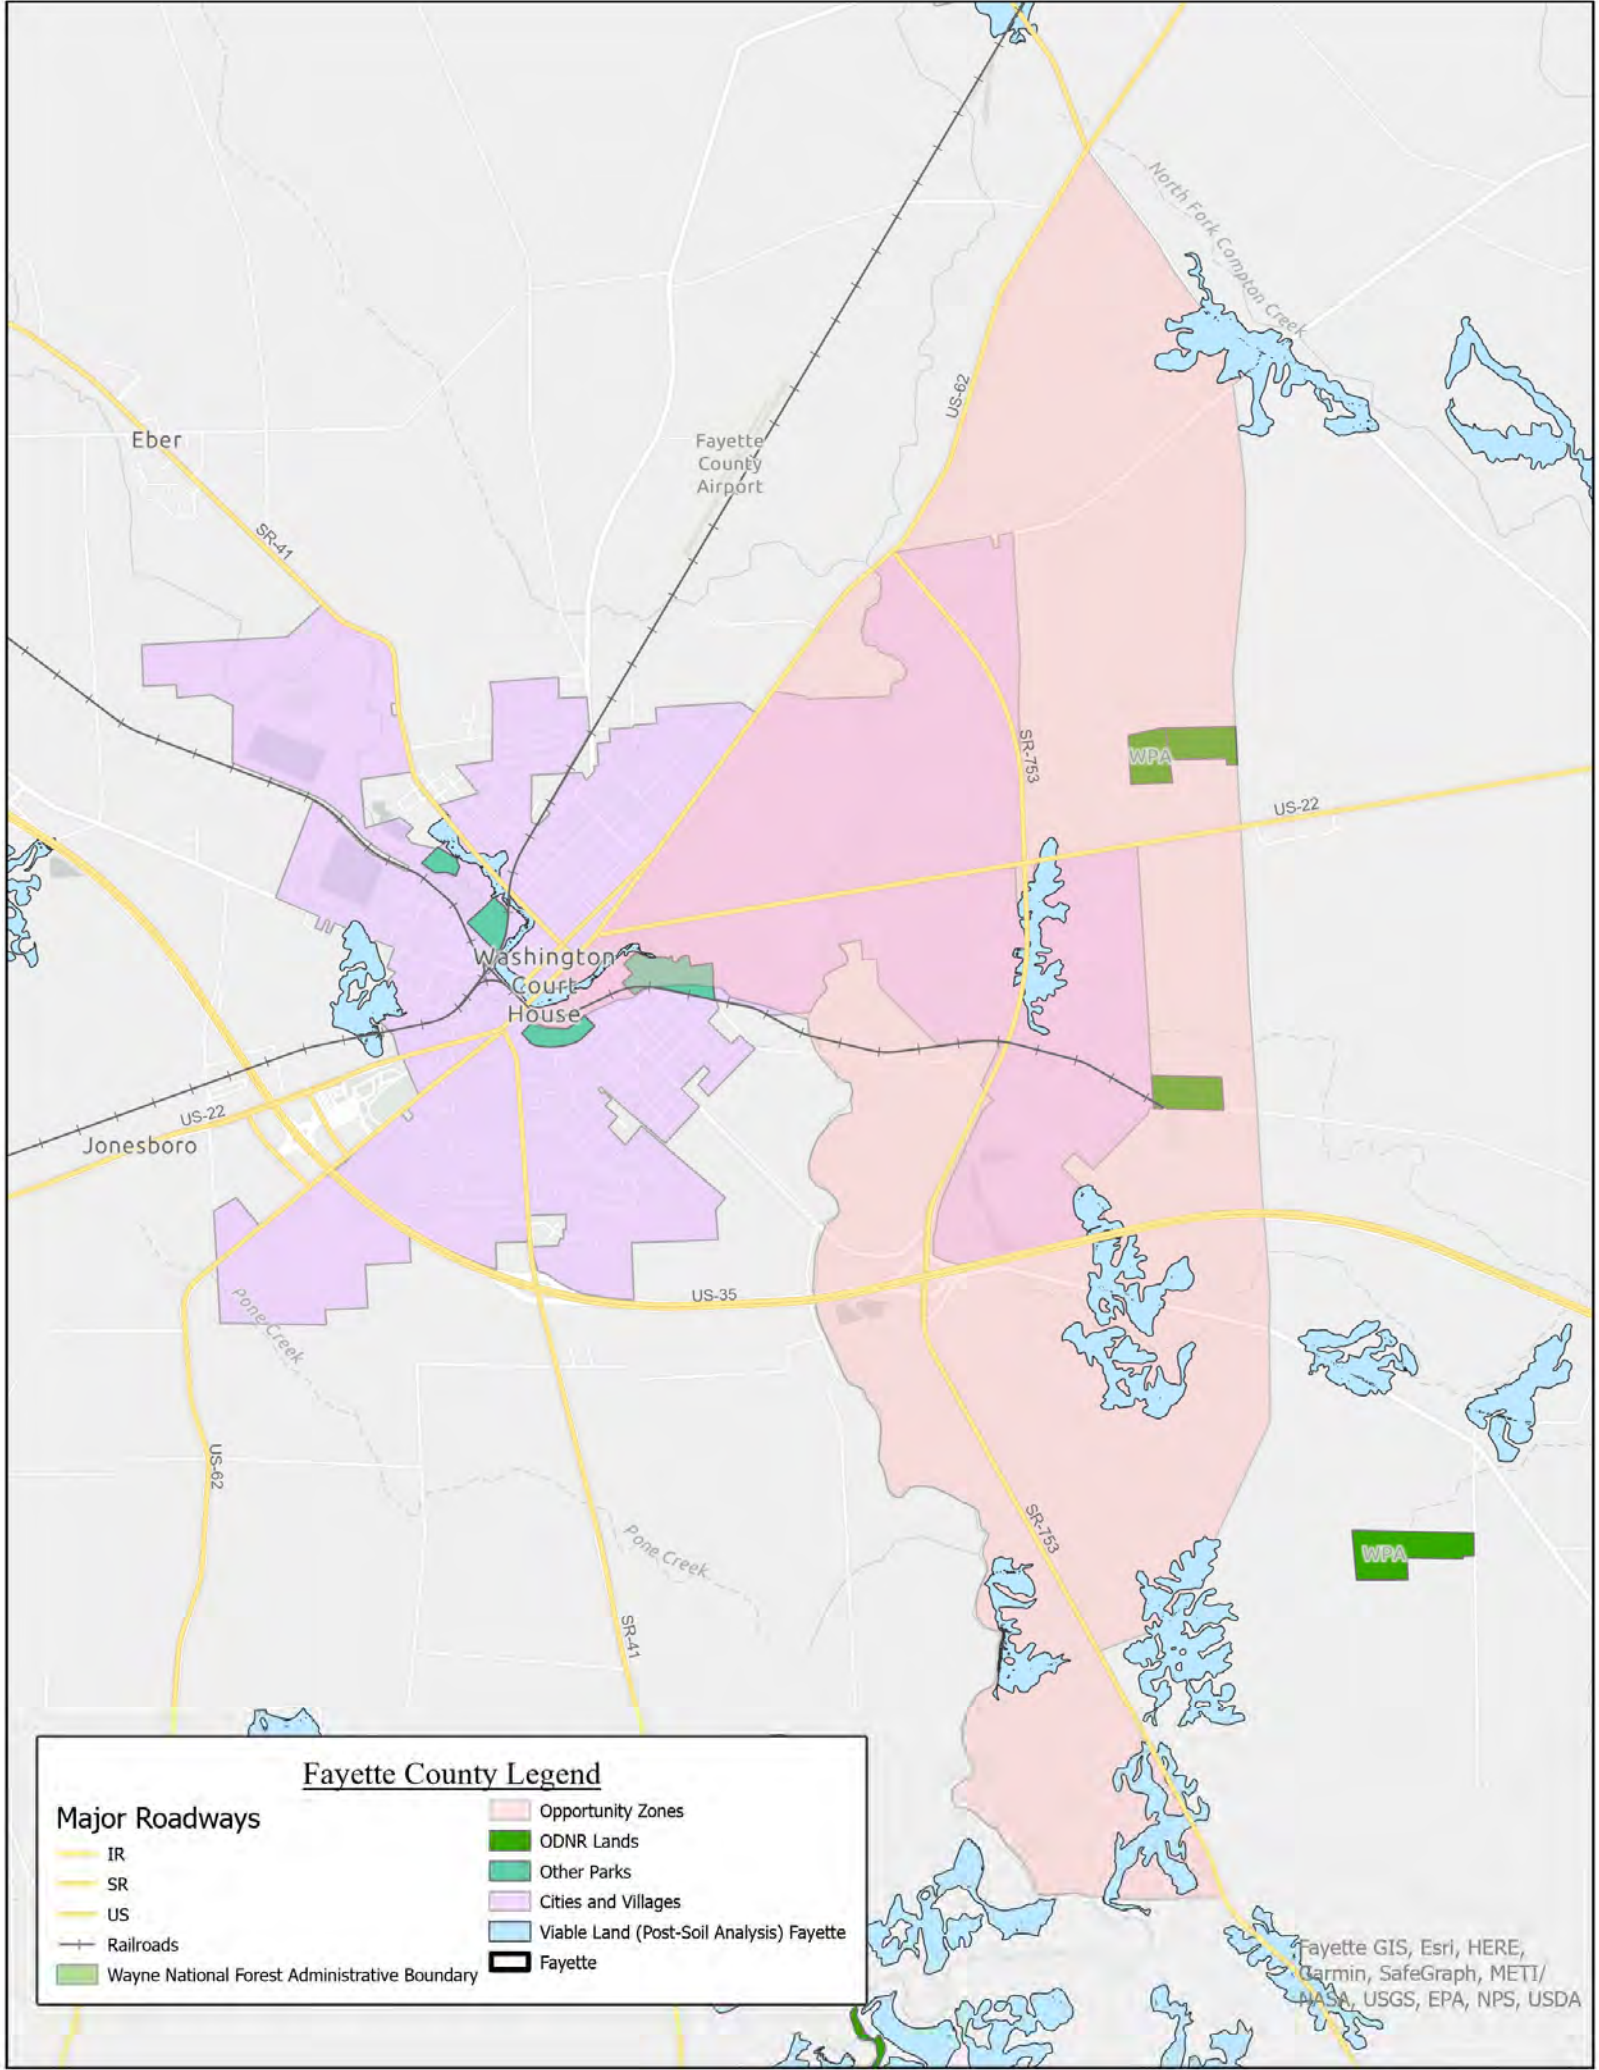 North Fork Compton Creek
US-62
Eber
Fayette
County
Airport
SR-41
SR-753
WPA
US-22
Washington
Court
House
US-22
Jonesboro
US-35
Pone Creek
US-62
Pone Creek
SR-753
WPA
SR-41
Fayette County Legend
Major Roadways
IR
SR
US
Railroads
Wayne National Forest Administrative Boundary
Opportunity Zones
ODNR Lands
Other Parks
Cities and Villages
Viable Land (Post-Soil Analysis) Fayette
Fayette
Fayette GIS, Esri, HERE,
Garmin, SafeGraph, METI/
NASA, USGS, EPA, NPS, USDA